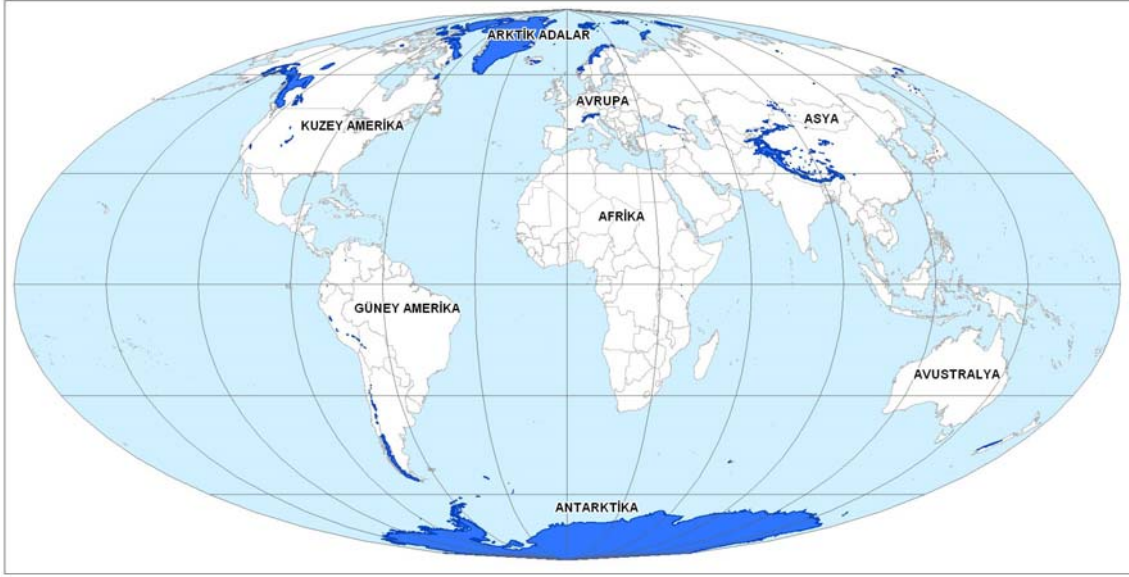 ARKTİK ADALAR
AVRUPA
ASYA
KUZEY AMERİKA
AFRİKA
GÜNEY AMERİKA
AVUSTRALYA
ANTARKTİKA